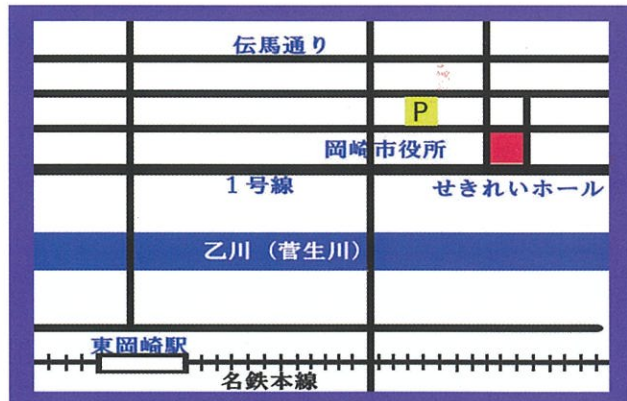 伝馬通り
P
岡崎市役所
1号線
せきれいホール
乙川（菅生川）
東岡崎駅
名鉄本線